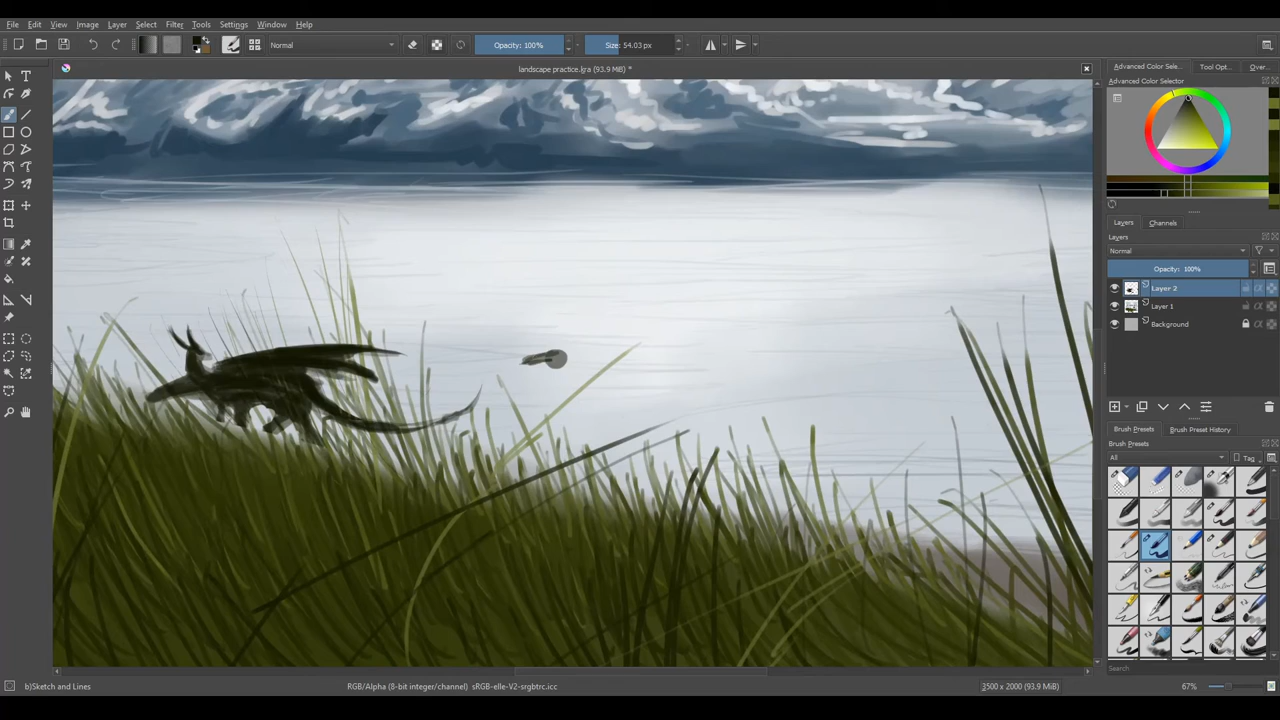 File Edit View Image Layer Select Filter Tools Settings Window Help
Normal Opacity: 100% Size: 54.03 px
landscape practice.kra (93.9 MiB) *
Advanced Color Sele... Tool Opt... Over...
Advanced Color Selector
Layers Channels
Layers
Normal
Opacity: 100%
Layer 2
Layer 1
Background
Brush Presets Brush Preset History
Brush Presets
All Tag
Search
b)Sketch and Lines RGB/Alpha (8-bit integer/channel) sRGB-elle-V2-srgbtrc.icc 3500 x 2000 (93.9 MiB) 67%